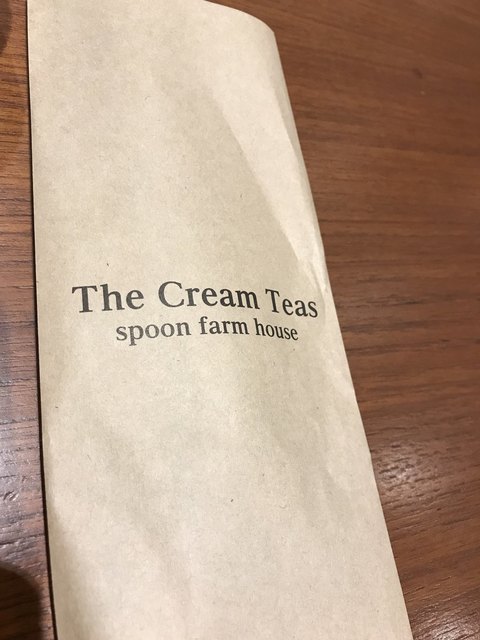 The Cream Teas
spoon farm house